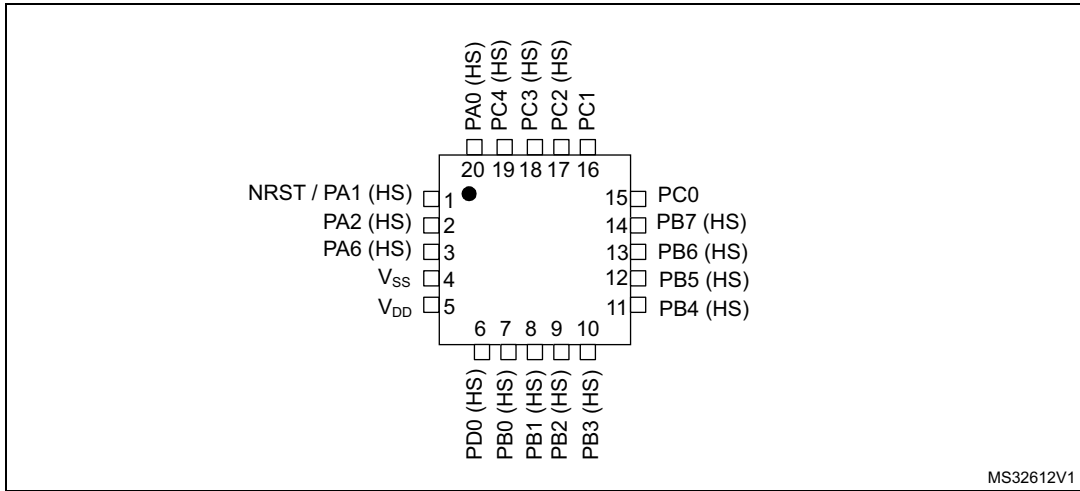 PA0 (HS)
PC4 (HS)
PC3 (HS)
PC2 (HS)
PC1
20 19 18 17 16
NRST / PA1 (HS) 1
PA2 (HS) 2
PA6 (HS) 3
VSS 4
VDD 5
15 PC0
14 PB7 (HS)
13 PB6 (HS)
12 PB5 (HS)
11 PB4 (HS)
6 7 8 9 10
PD0 (HS)
PB0 (HS)
PB1 (HS)
PB2 (HS)
PB3 (HS)
MS32612V1